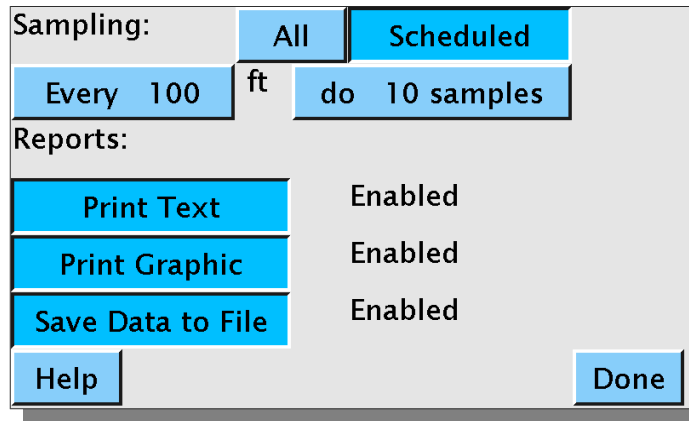 Sampling: All Scheduled
Every 100 ft do 10 samples
Reports:
Print Text Enabled
Print Graphic Enabled
Save Data to File Enabled
Help Done